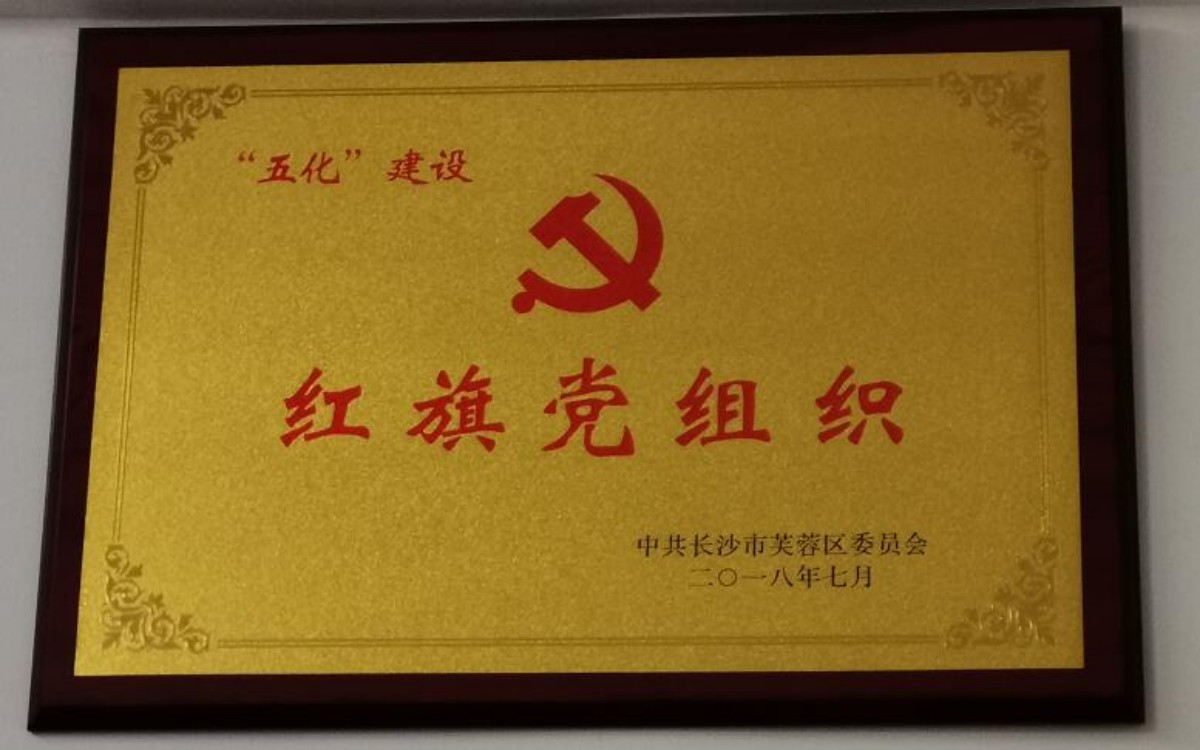 “五化”建设
红旗党组织
中共长沙市芙蓉区委员会
二〇一八年七月